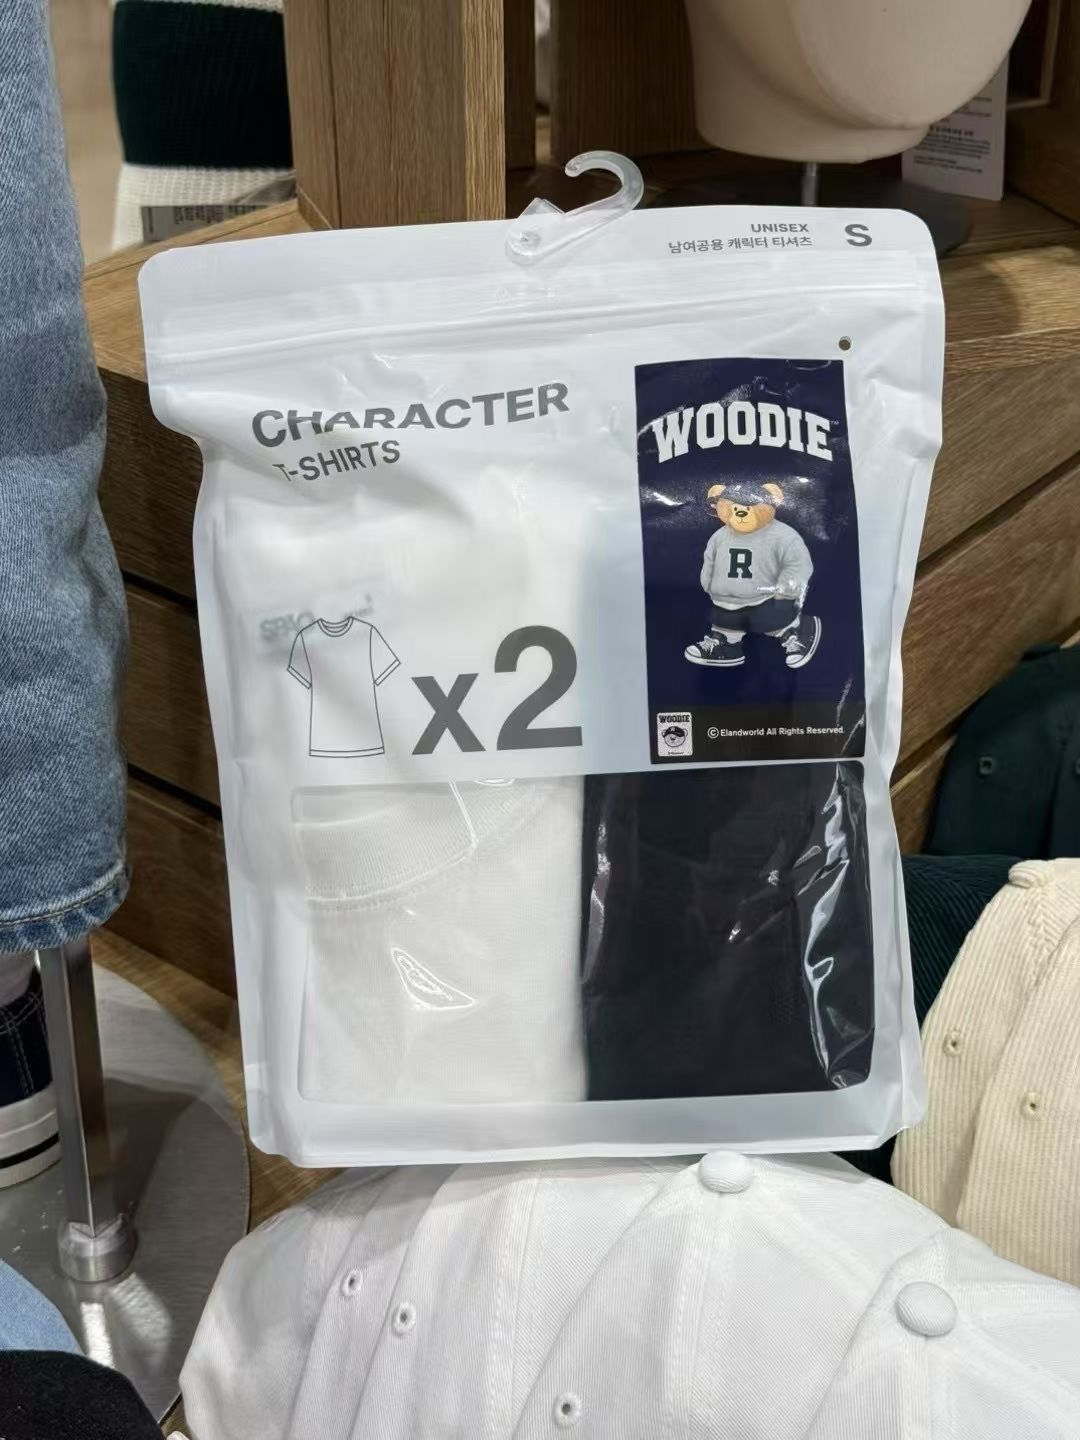 UNISEX
남여공용 캐릭터 티셔츠
S
CHARACTER
T-SHIRTS
x2
WOODIE™
R
WOODIE
© Elandworld All Rights Reserved.